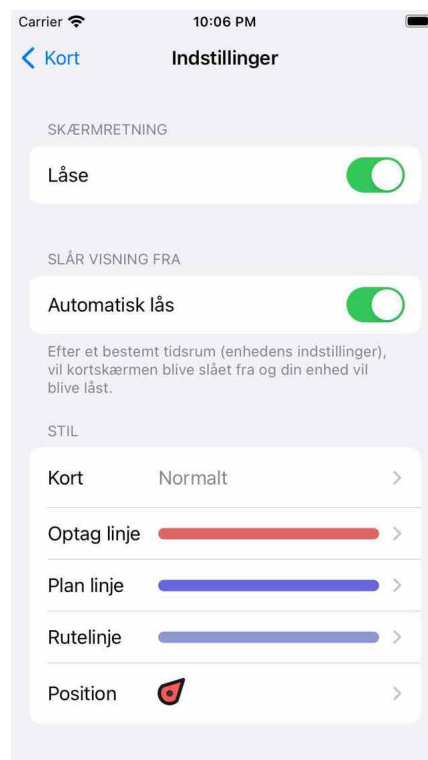 Carrier 10:06 PM
Kort Indstillinger
SKÆRMRETNING
Låse
SLÅR VISNING FRA
Automatisk lås
Efter et bestemt tidsrum (enhedens indstillinger),
vil kortskærmen blive slået fra og din enhed vil
blive låst.
STIL
Kort Normalt
Optag linje
Plan linje
Rutelinje
Position